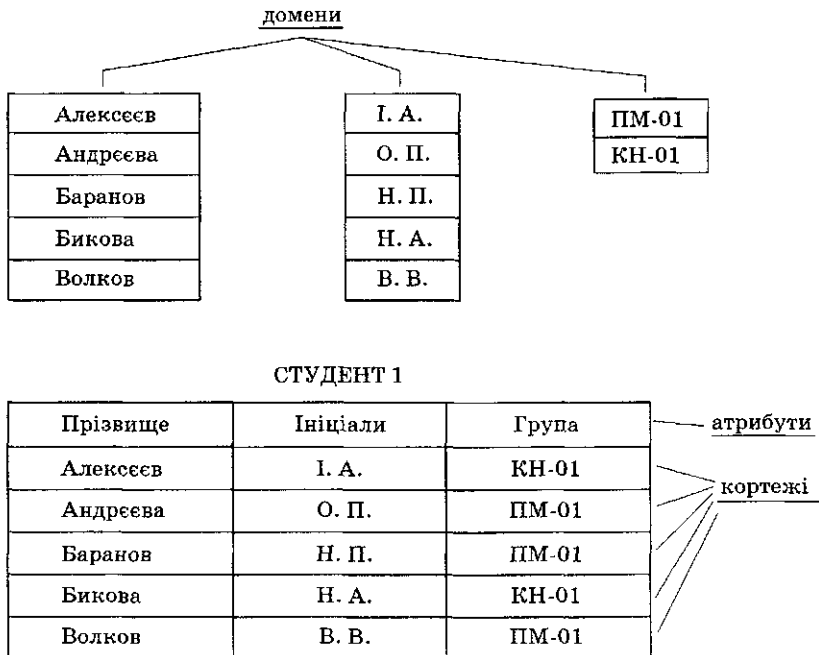 домени
Алексєєв І. А. ПМ-01
Андрєєва О. П. КН-01
Баранов Н. П.
Бикова Н. А.
Волков В. В.
СТУДЕНТ 1
Прізвище Ініціали Група атрибути
Алексєєв І. А. КН-01
кортежі
Андрєєва О. П. ПМ-01
Баранов Н. П. ПМ-01
Бикова Н. А. КН-01
Волков В. В. ПМ-01